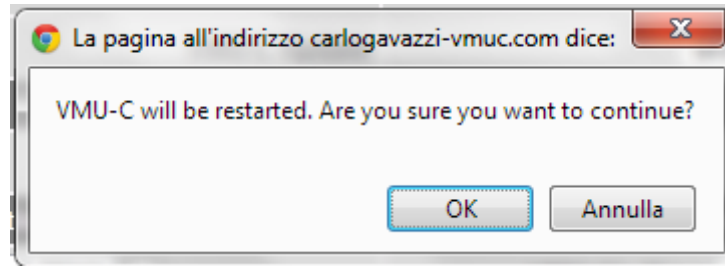 La pagina all'indirizzo carlogavazzi-vmuc.com dice:
VMU-C will be restarted. Are you sure you want to continue?
OK Annulla